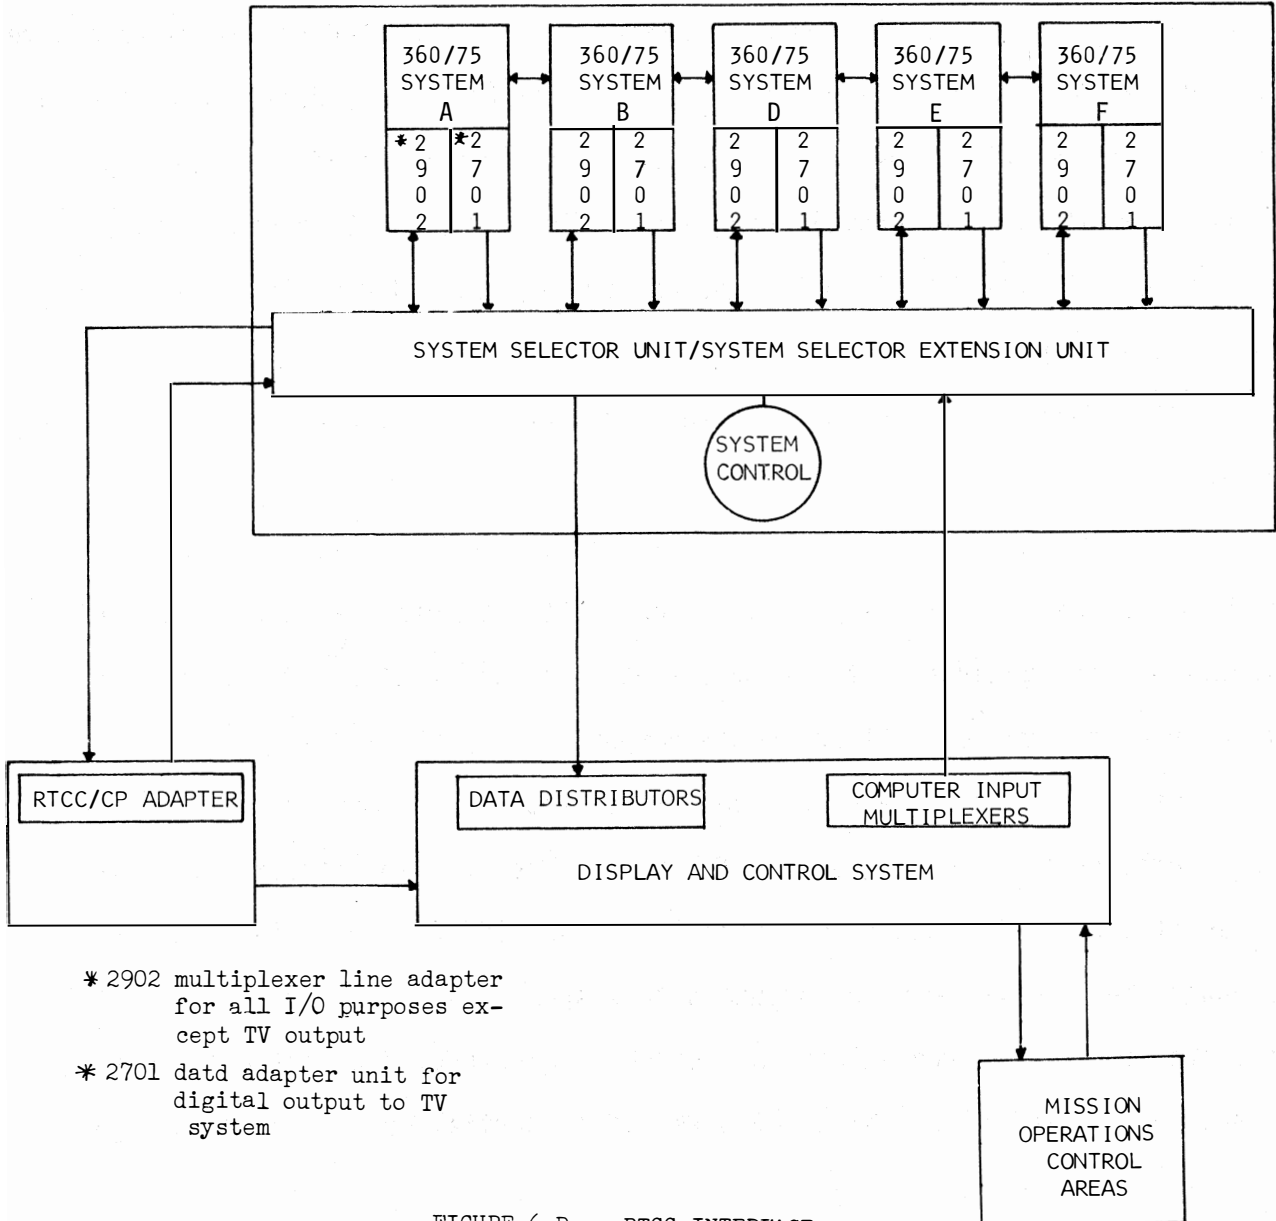 360/75 SYSTEM A
360/75 SYSTEM B
360/75 SYSTEM D
360/75 SYSTEM E
360/75 SYSTEM F
*2902 *2701
2902 2701
2902 2701
2902 2701
2902 2701
SYSTEM SELECTOR UNIT/SYSTEM SELECTOR EXTENSION UNIT
SYSTEM
CONTROL
RTCC/CP ADAPTER
DATA DISTRIBUTORS
COMPUTER INPUT
MULTIPLEXERS
DISPLAY AND CONTROL SYSTEM
* 2902 multiplexer line adapter
for all I/O purposes ex-
cept TV output
* 2701 datd adapter unit for
digital output to TV
system
MISSION
OPERATIONS
CONTROL
AREAS
FIGURE RTCC INTERFACE